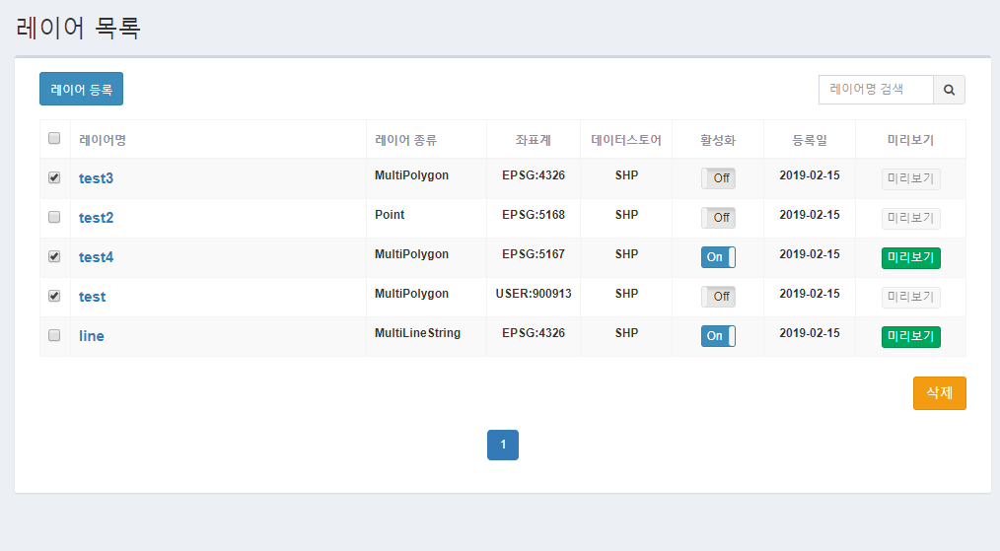 레이어 목록
레이어 등록
레이어명 검색
레이어명 레이어 종류 좌표계 데이터스토어 활성화 등록일 미리보기
test3 MultiPolygon EPSG:4326 SHP Off 2019-02-15 미리보기
test2 Point EPSG:5168 SHP Off 2019-02-15 미리보기
test4 MultiPolygon EPSG:5167 SHP On 2019-02-15 미리보기
test MultiPolygon USER:900913 SHP Off 2019-02-15 미리보기
line MultiLineString EPSG:4326 SHP On 2019-02-15 미리보기
삭제
1